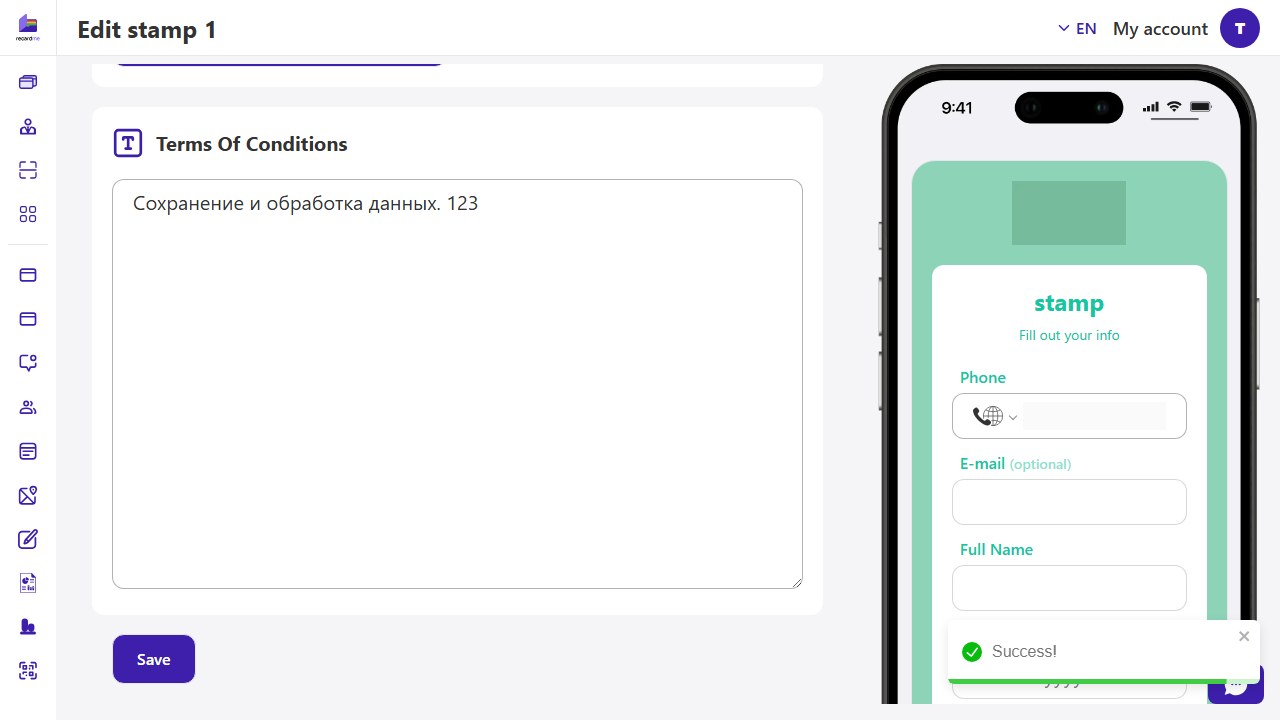 recardme
Edit stamp 1
EN
My account
T
Terms Of Conditions
Сохранение и обработка данных. 123
Save
9:41
stamp
Fill out your info
Phone
E-mail (optional)
Full Name
Success!